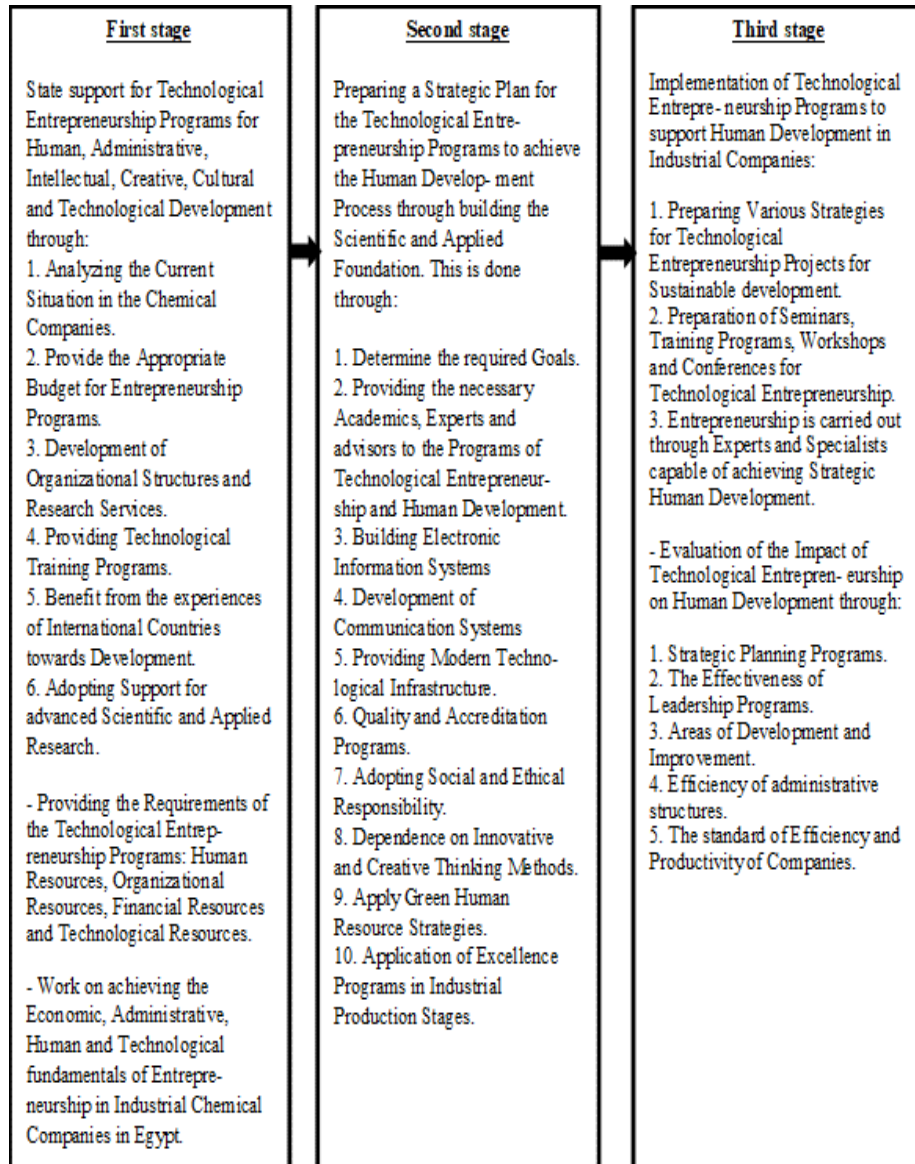 First stage
State support for Technological
Entrepreneurship Programs for
Human, Administrative,
Intellectual, Creative, Cultural
and Technological Development
through:
1. Analyzing the Current
Situation in the Chemical
Companies.
2. Provide the Appropriate
Budget for Entrepreneurship
Programs.
3. Development of
Organizational Structures and
Research Services.
4. Providing Technological
Training Programs.
5. Benefit from the experiences
of International Countries
towards Development.
6. Adopting Support for
advanced Scientific and Applied
Research.
- Providing the Requirements of
the Technological Entrep-
reneurship Programs: Human
Resources, Organizational
Resources, Financial Resources
and Technological Resources.
- Work on achieving the
Economic, Administrative,
Human and Technological
fundamentals of Entrepre-
neurship in Industrial Chemical
Companies in Egypt.
Second stage
Preparing a Strategic Plan for
the Technological Entre-
preneurship Programs to achieve
the Human Develop- ment
Process through building the
Scientific and Applied
Foundation. This is done
through:
1. Determine the required Goals.
2. Providing the necessary
Academics, Experts and
advisors to the Programs of
Technological Entrepreneur-
ship and Human Development.
3. Building Electronic
Information Systems
4. Development of
Communication Systems
5. Providing Modern Techno-
logical Infrastructure.
6. Quality and Accreditation
Programs.
7. Adopting Social and Ethical
Responsibility.
8. Dependence on Innovative
and Creative Thinking Methods.
9. Apply Green Human
Resource Strategies.
10. Application of Excellence
Programs in Industrial
Production Stages.
Third stage
Implementation of Technological
Entrepre- neurship Programs to
support Human Development in
Industrial Companies:
1. Preparing Various Strategies
for Technological
Entrepreneurship Projects for
Sustainable development.
2. Preparation of Seminars,
Training Programs, Workshops
and Conferences for
Technological Entrepreneurship.
3. Entrepreneurship is carried out
through Experts and Specialists
capable of achieving Strategic
Human Development.
- Evaluation of the Impact of
Technological Entrepren- eurship
on Human Development through:
1. Strategic Planning Programs.
2. The Effectiveness of
Leadership Programs.
3. Areas of Development and
Improvement.
4. Efficiency of administrative
structures.
5. The standard of Efficiency and
Productivity of Companies.